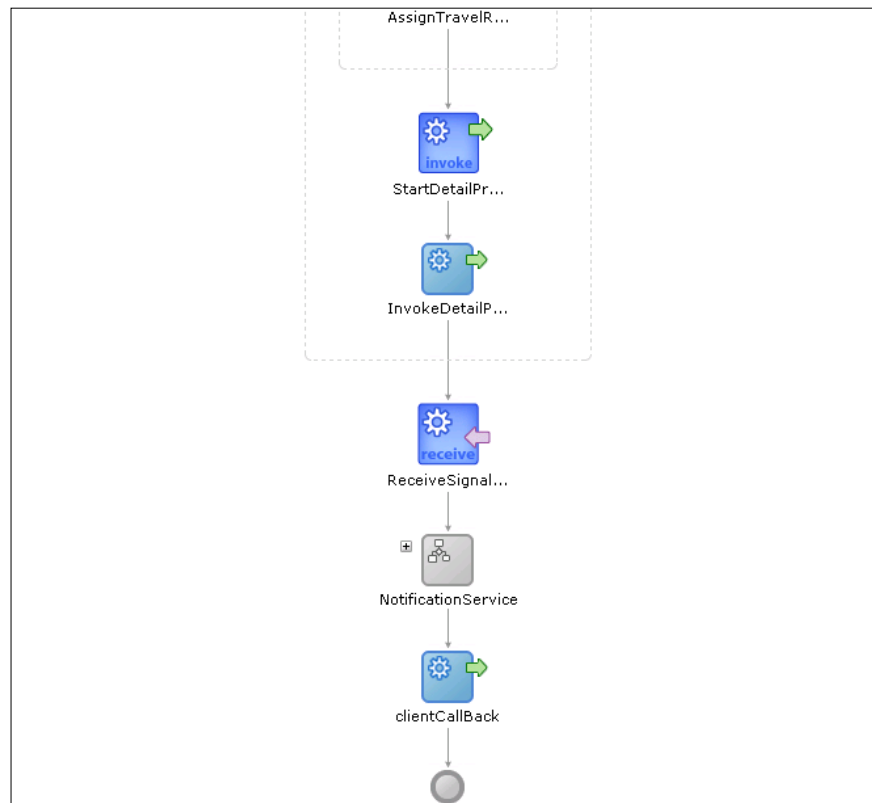 AssignTravelR...
invoke
StartDetailPr...
InvokeDetailP...
receive
ReceiveSignal...
NotificationService
clientCallBack